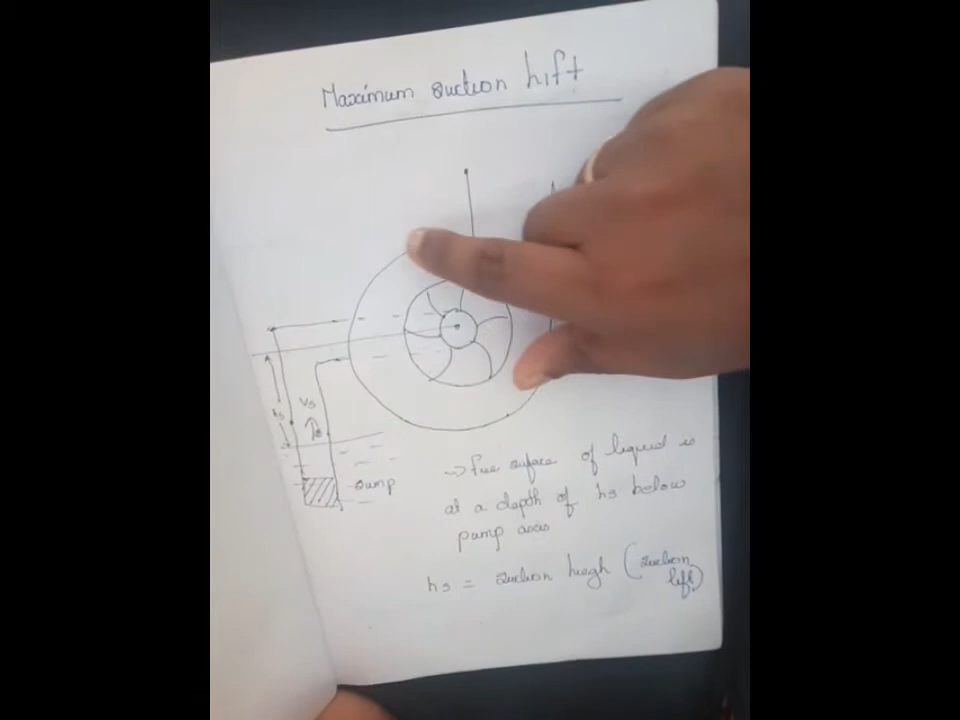 Maximum suction lift
Vs
hs
sump
→ free surface of liquid is
at a depth of hs below
pump axis
hs = suction heigh (suction
lift)